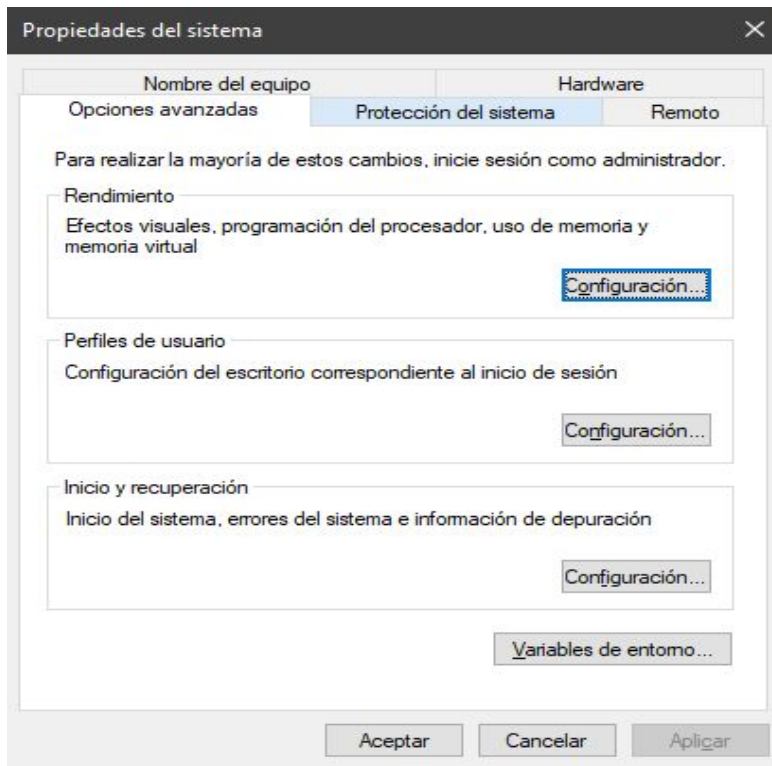 Propiedades del sistema
Nombre del equipo
Hardware
Opciones avanzadas
Protección del sistema
Remoto
Para realizar la mayoría de estos cambios, inicie sesión como administrador.
Rendimiento
Efectos visuales, programación del procesador, uso de memoria y
memoria virtual
Configuración...
Perfiles de usuario
Configuración del escritorio correspondiente al inicio de sesión
Configuración...
Inicio y recuperación
Inicio del sistema, errores del sistema e información de depuración
Configuración...
Variables de entorno...
Aceptar
Cancelar
Aplicar